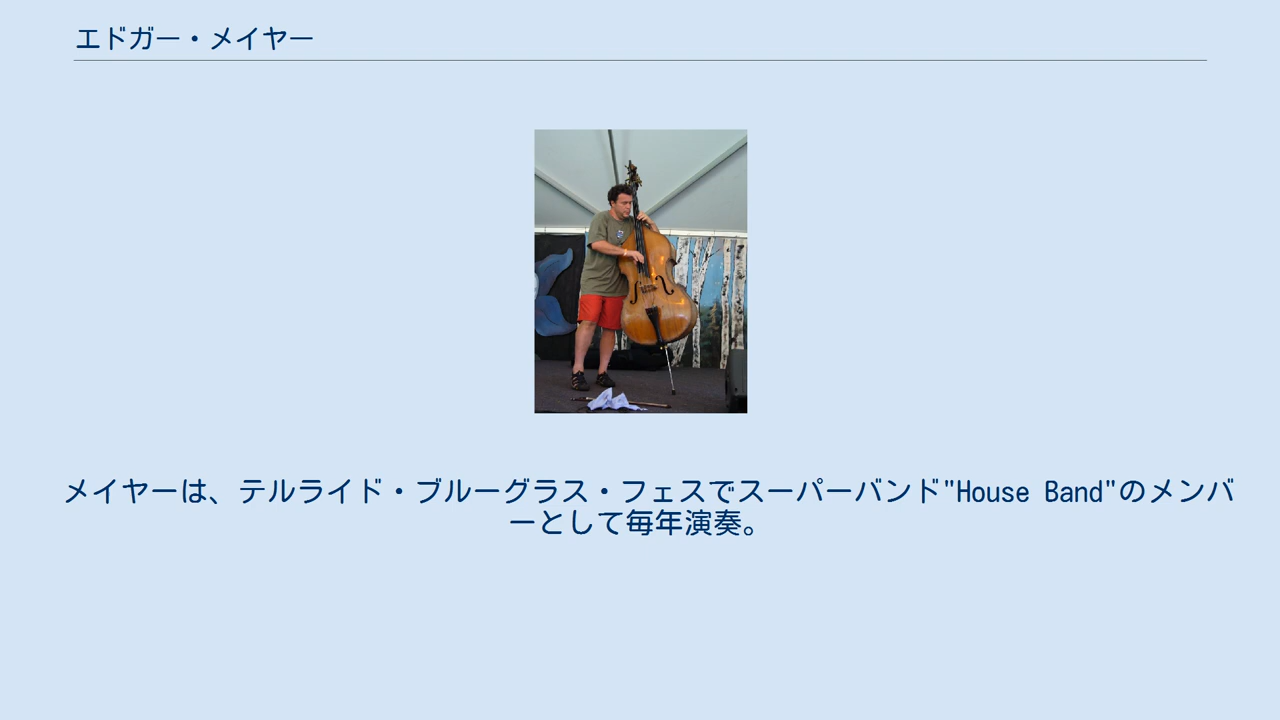 エドガー・メイヤー
メイヤーは、テルライド・ブルーグラス・フェスでスーパーバンド"House Band"のメンバ
ーとして毎年演奏。